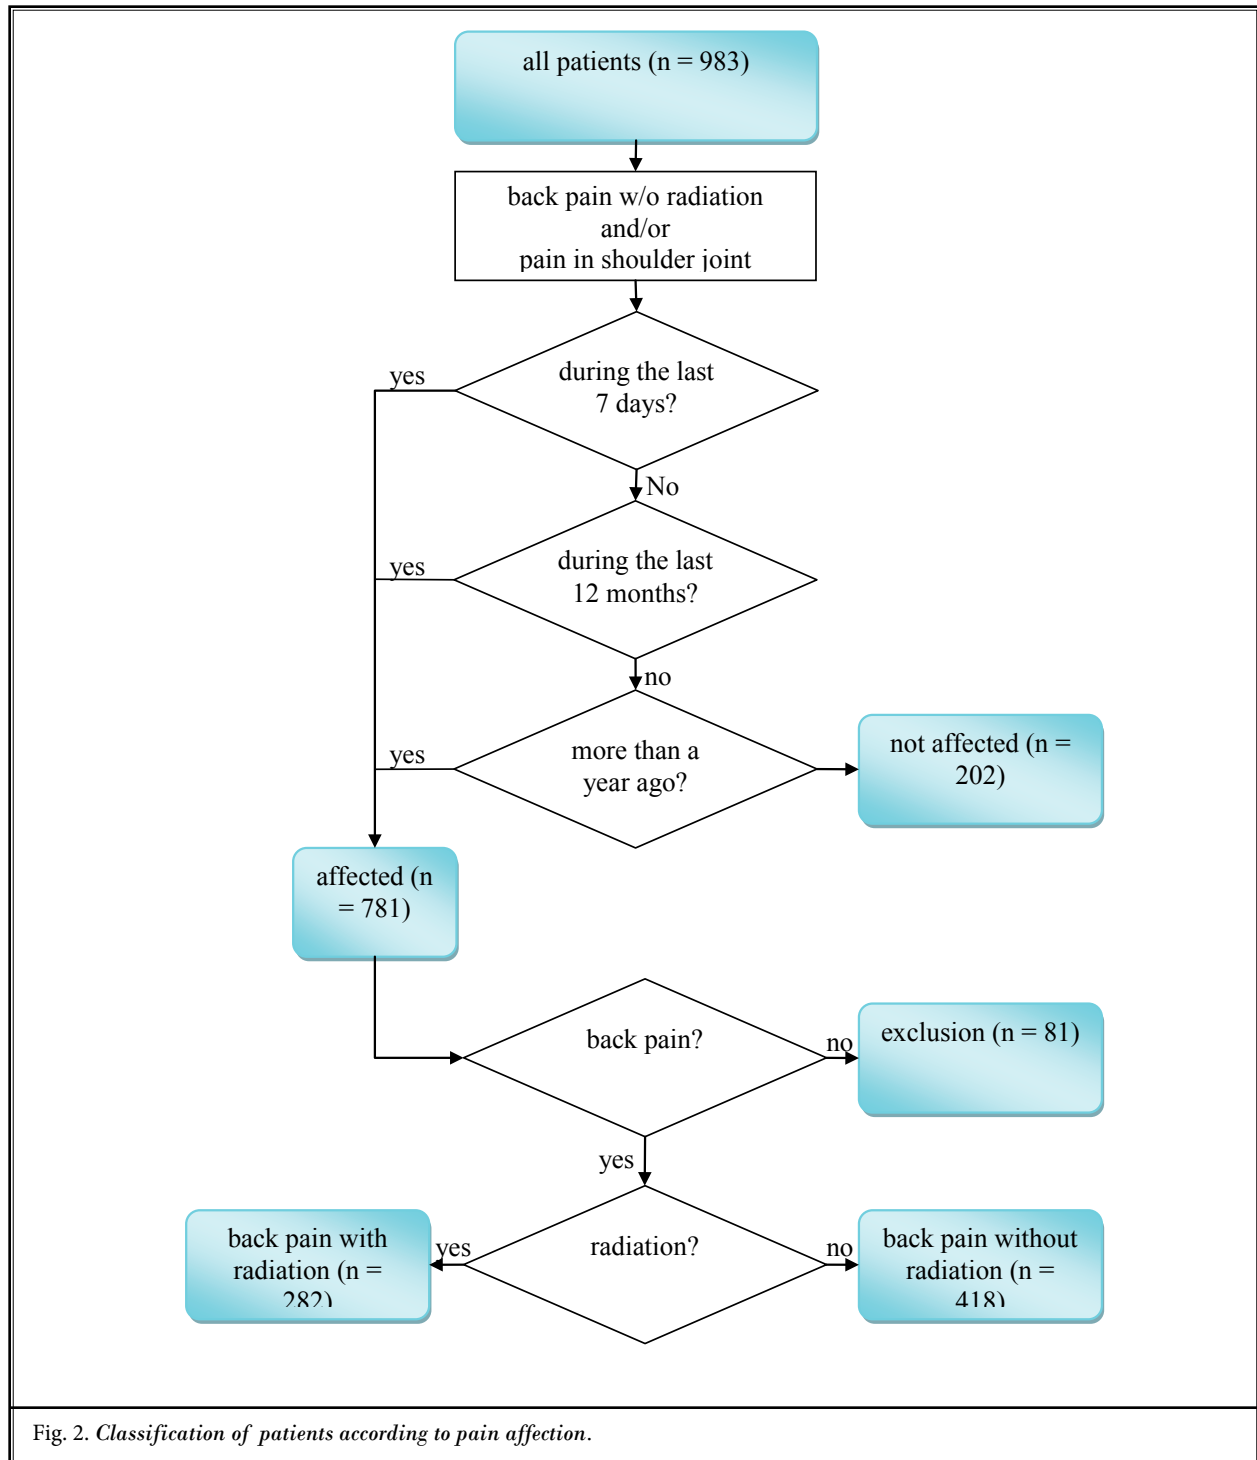 all patients (n = 983)
back pain w/o radiation
and/or
pain in shoulder joint
during the last
7 days?
yes
No
during the last
12 months?
yes
no
more than a
year ago?
yes
not affected (n =
202)
affected (n
= 781)
back pain?
no
exclusion (n = 81)
yes
radiation?
yes
back pain with
radiation (n =
282)
no
back pain without
radiation (n =
418)
Fig. 2. Classification of patients according to pain affection.